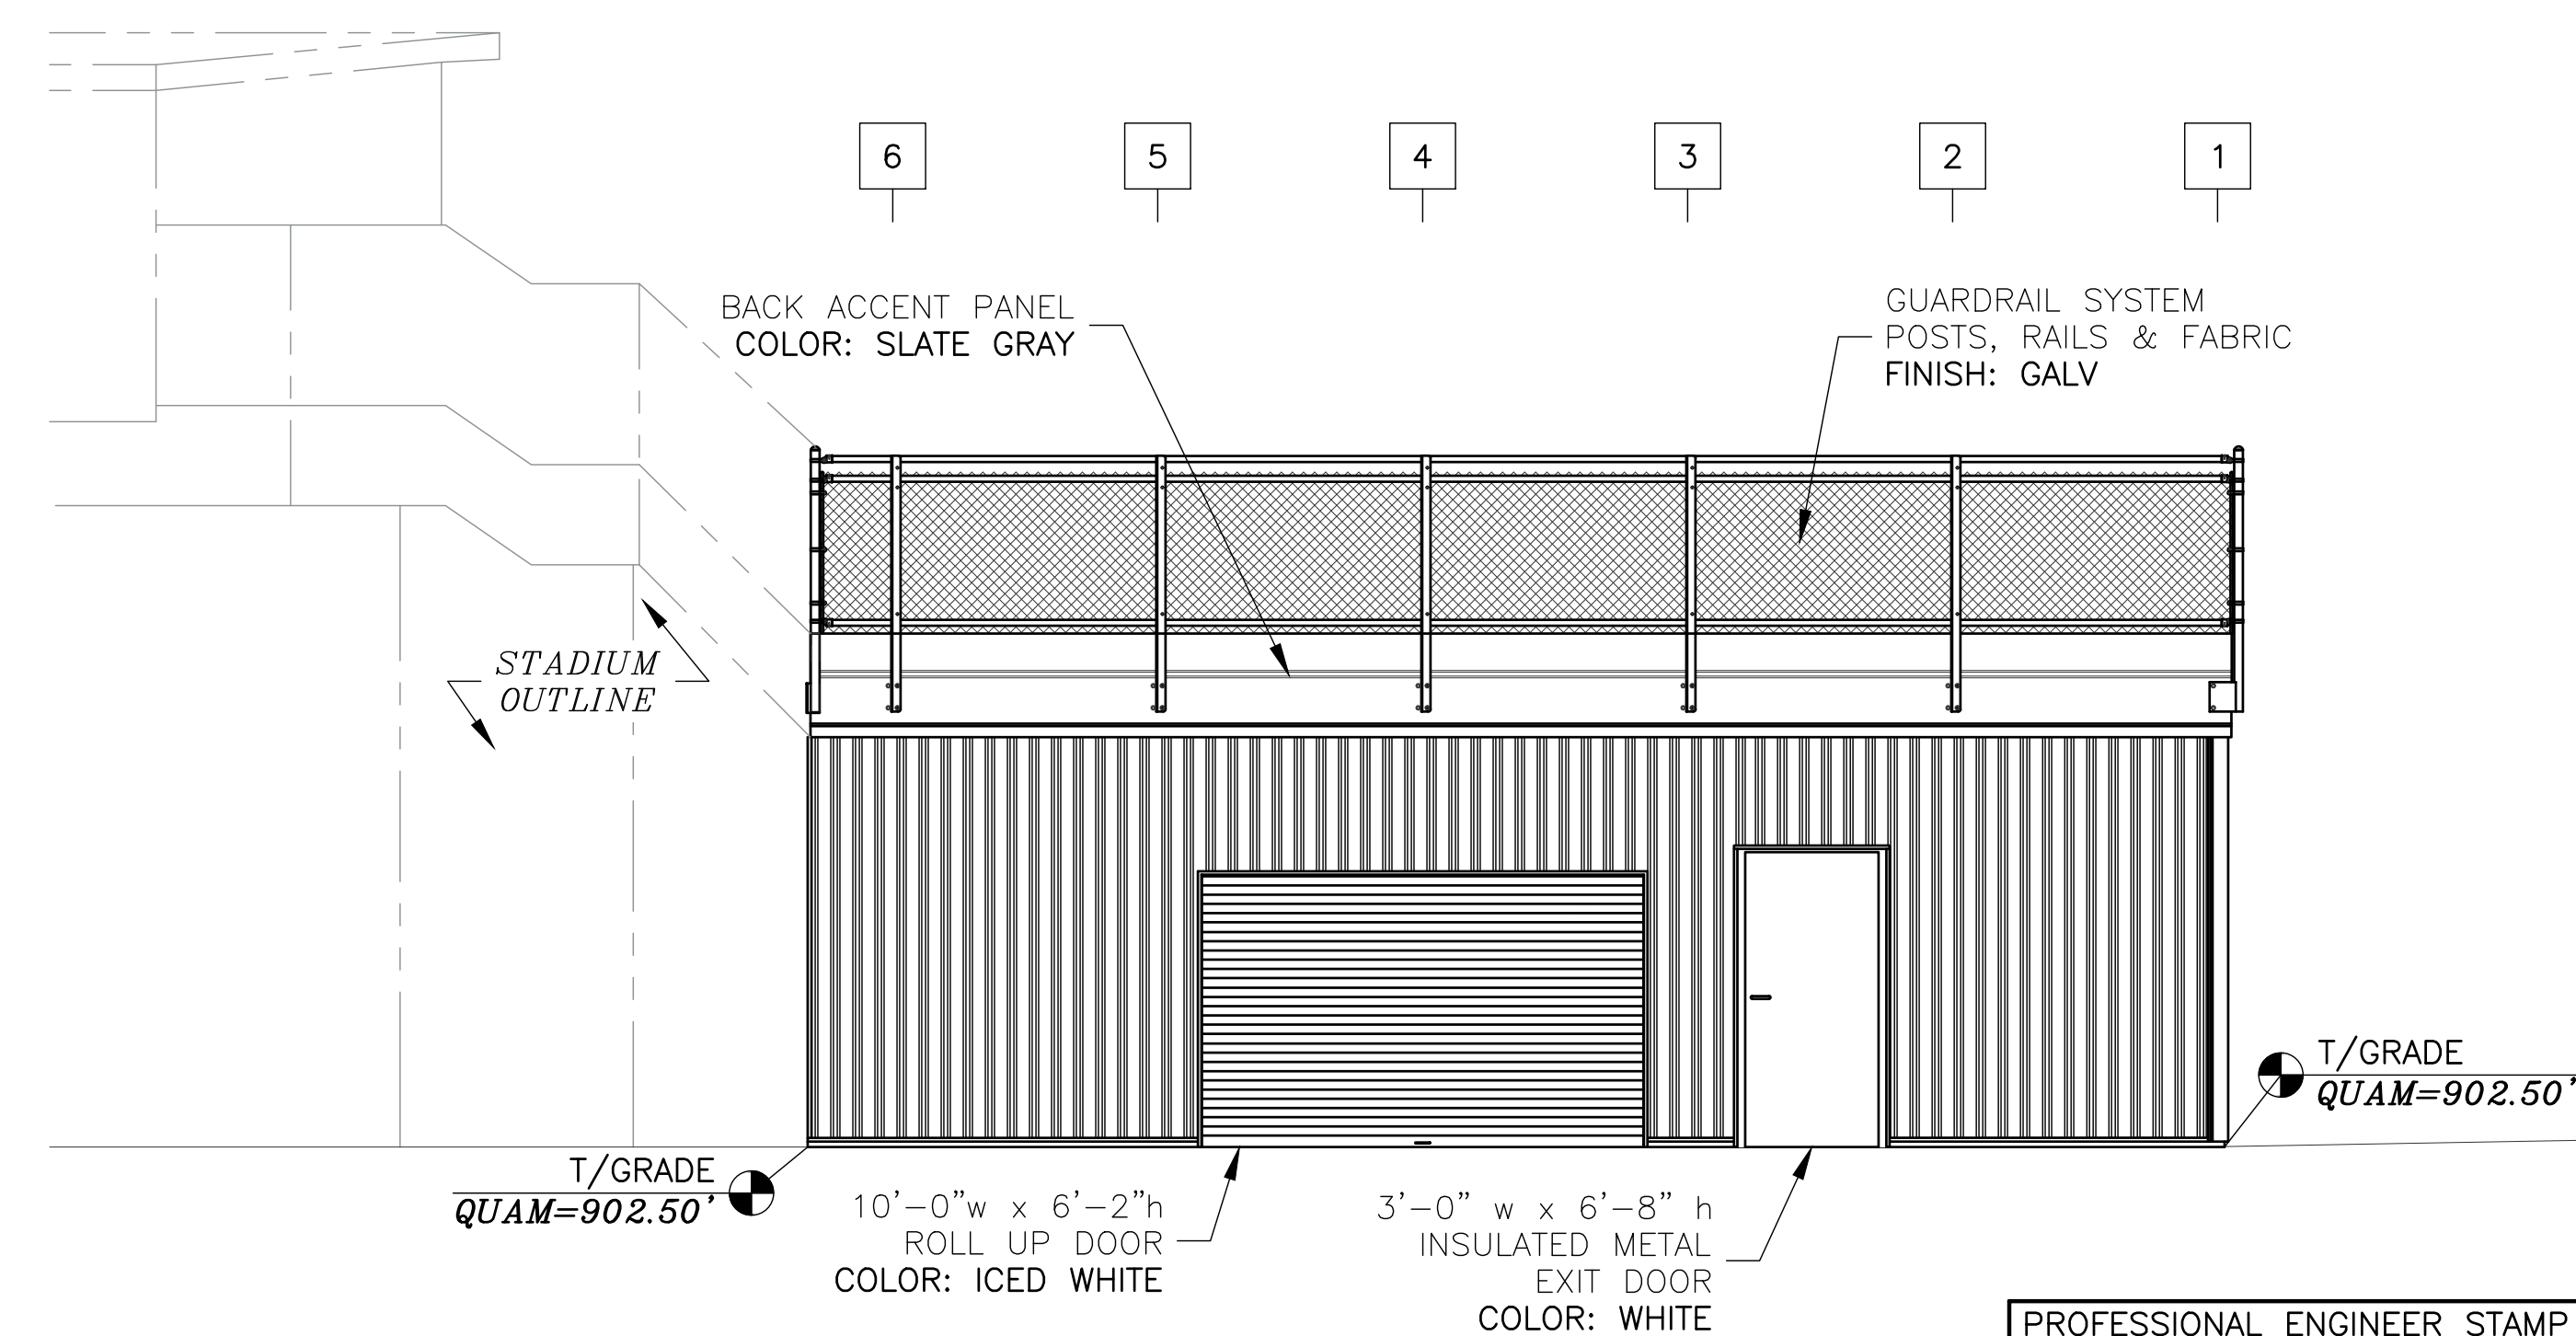 6 5 4 3 2 1
BACK ACCENT PANEL
COLOR: SLATE GRAY
GUARDRAIL SYSTEM
POSTS, RAILS & FABRIC
FINISH: GALV
STADIUM
OUTLINE
T/GRADE
QUAM=902.50'
T/GRADE
QUAM=902.50'
10'-0"w x 6'-2"h
ROLL UP DOOR
COLOR: ICED WHITE
3'-0" w x 6'-8" h
INSULATED METAL
EXIT DOOR
COLOR: WHITE
PROFESSIONAL ENGINEER STAMP